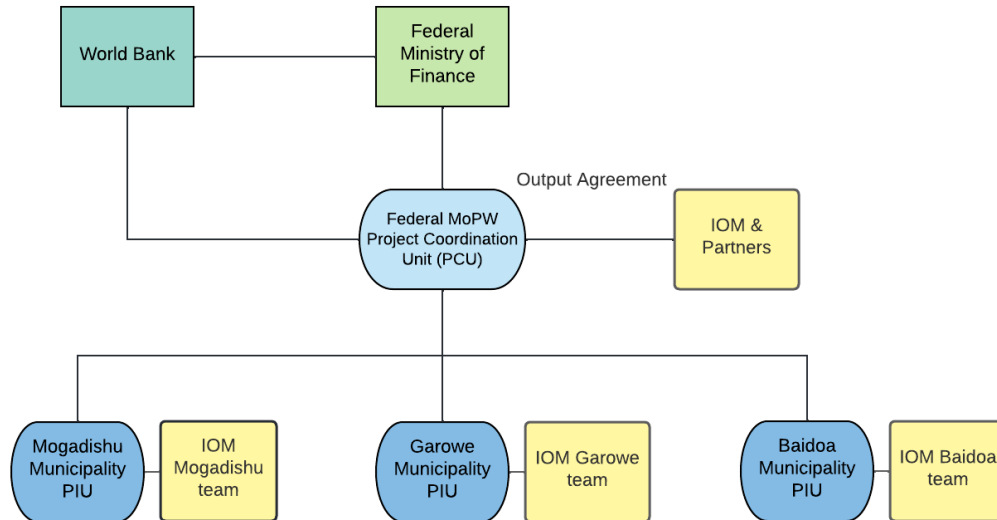 World Bank
Federal
Ministry of
Finance
Output Agreement
Federal MoPW
Project Coordination
Unit (PCU)
IOM &
Partners
Mogadishu
Municipality
PIU
IOM
Mogadishu
team
Garowe
Municipality
PIU
IOM Garowe
team
Baidoa
Municipality
PIU
IOM Baidoa
team